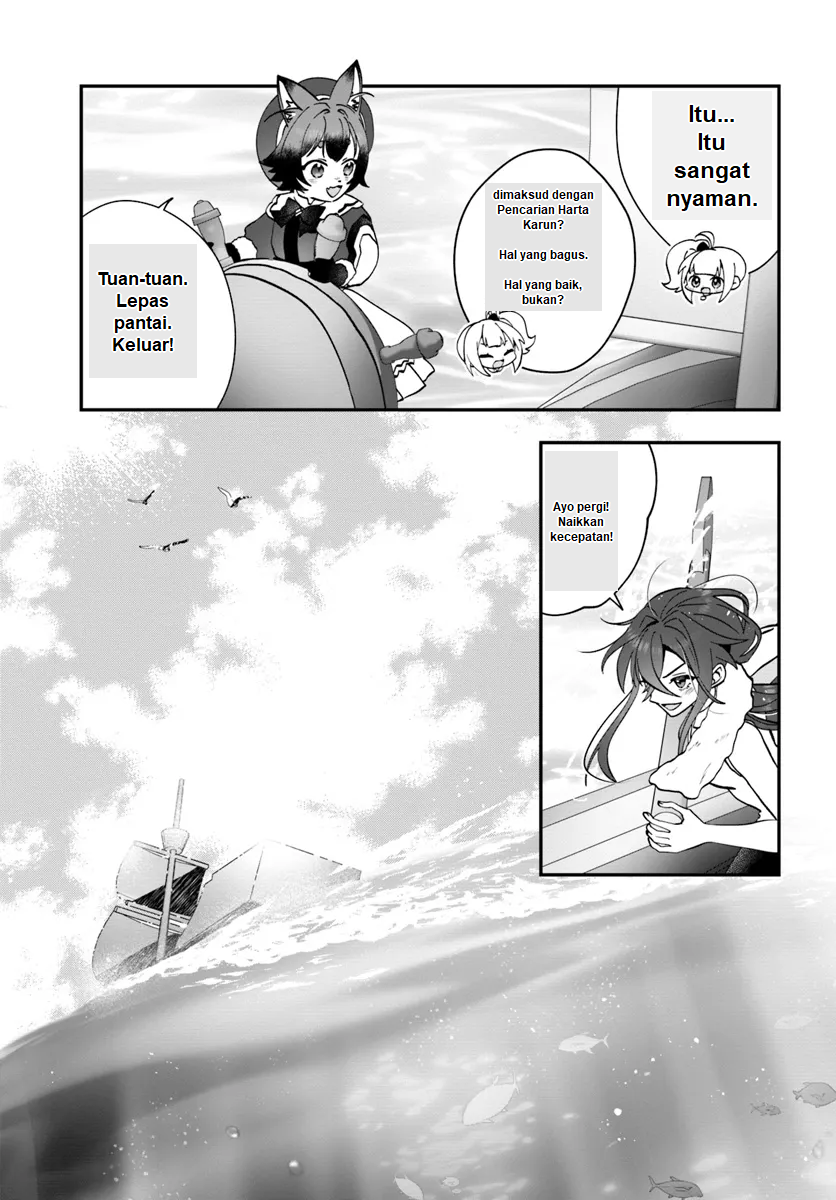 Itu...
Itu
sangat
nyaman.
dimaksud dengan
Pencarian Harta
Karun?
Hal yang bagus.
Hal yang baik,
bukan?
Tuan-tuan.
Lepas
pantai.
Keluar!
Ayo pergi!
Naikkan
kecepatan!